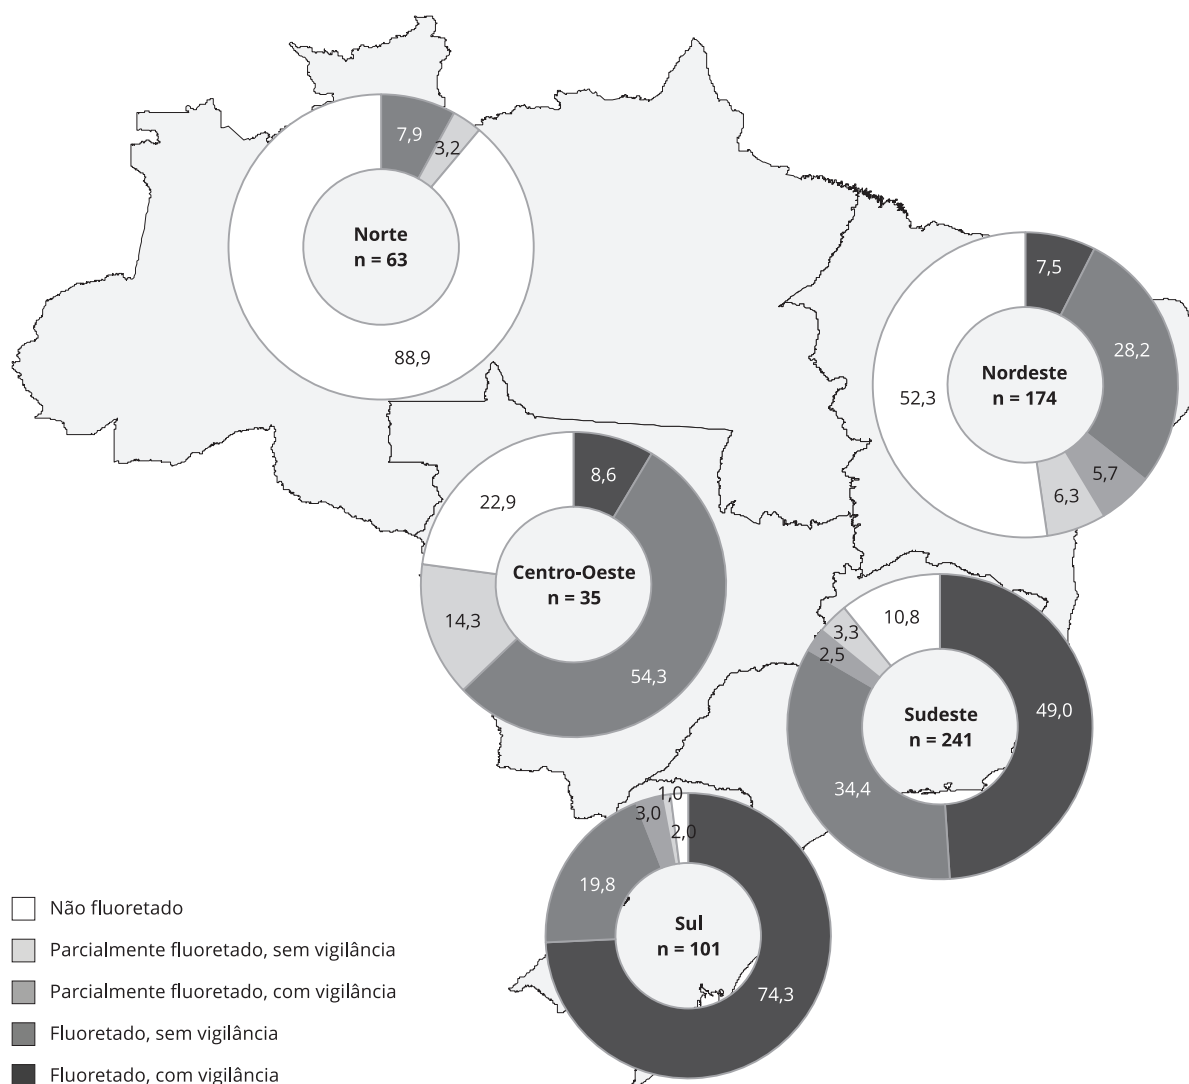 7,9
3,2
Norte
n = 63
88,9
7,5
28,2
Nordeste
n = 174
52,3
5,7
6,3
8,6
22,9
Centro-Oeste
n = 35
14,3
54,3
10,8
3,3
2,5
49,0
Sudeste
n = 241
34,4
1,0
3,0
2,0
19,8
Sul
n = 101
74,3
Não fluoretado
Parcialmente fluoretado, sem vigilância
Parcialmente fluoretado, com vigilância
Fluoretado, sem vigilância
Fluoretado, com vigilância